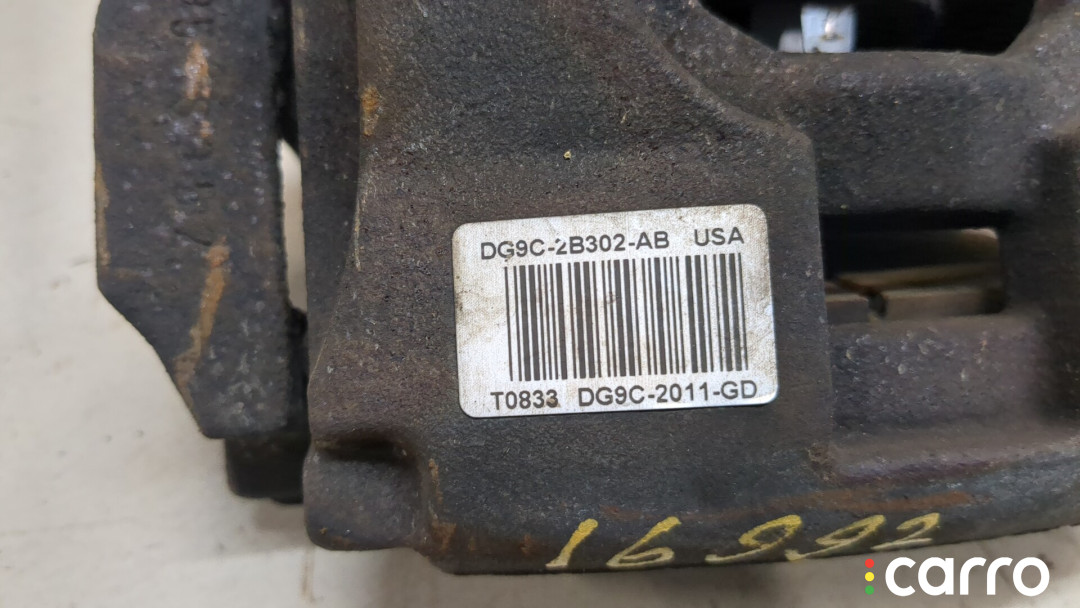 DG9C-2B302-AB USA
T0833 DG9C-2011-GD
16992
carro